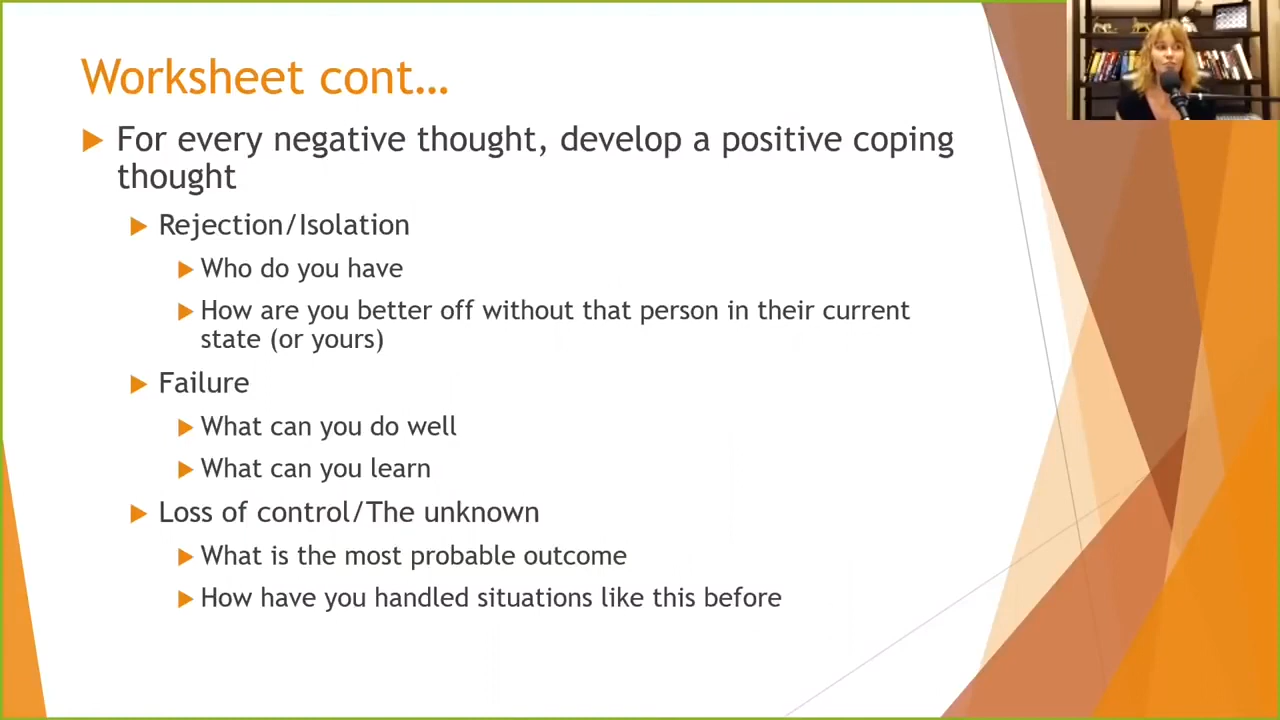 Worksheet cont…
For every negative thought, develop a positive coping
thought
Rejection/Isolation
Who do you have
How are you better off without that person in their current
state (or yours)
Failure
What can you do well
What can you learn
Loss of control/The unknown
What is the most probable outcome
How have you handled situations like this before